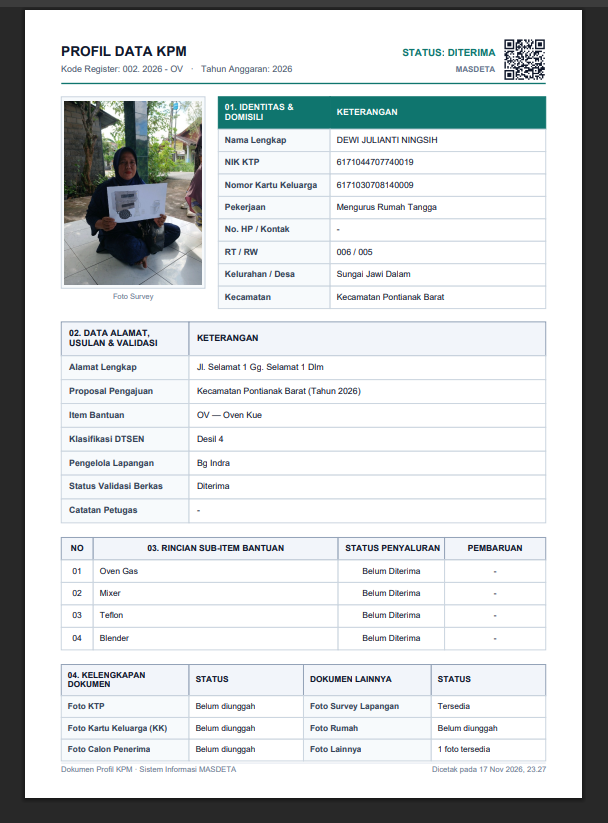 PROFIL DATA KPM
STATUS: DITERIMA
Kode Register: 002. 2026 - OV · Tahun Anggaran: 2026
MASDETA
Foto Survey
01. IDENTITAS & DOMISILI KETERANGAN
Nama Lengkap DEWI JULIANTI NINGSIH
NIK KTP 6171044707740019
Nomor Kartu Keluarga 6171030708140009
Pekerjaan Mengurus Rumah Tangga
No. HP / Kontak -
RT / RW 006 / 005
Kelurahan / Desa Sungai Jawi Dalam
Kecamatan Kecamatan Pontianak Barat
02. DATA ALAMAT, USULAN & VALIDASI KETERANGAN
Alamat Lengkap Jl. Selamat 1 Gg. Selamat 1 Dlm
Proposal Pengajuan Kecamatan Pontianak Barat (Tahun 2026)
Item Bantuan OV — Oven Kue
Klasifikasi DTSEN Desil 4
Pengelola Lapangan Bg Indra
Status Validasi Berkas Diterima
Catatan Petugas -
NO 03. RINCIAN SUB-ITEM BANTUAN STATUS PENYALURAN PEMBARUAN
01 Oven Gas Belum Diterima -
02 Mixer Belum Diterima -
03 Teflon Belum Diterima -
04 Blender Belum Diterima -
04. KELENGKAPAN DOKUMEN STATUS DOKUMEN LAINNYA STATUS
Foto KTP Belum diunggah Foto Survey Lapangan Tersedia
Foto Kartu Keluarga (KK) Belum diunggah Foto Rumah Belum diunggah
Foto Calon Penerima Belum diunggah Foto Lainnya 1 foto tersedia
Dokumen Profil KPM · Sistem Informasi MASDETA
Dicetak pada 17 Nov 2026, 23.27